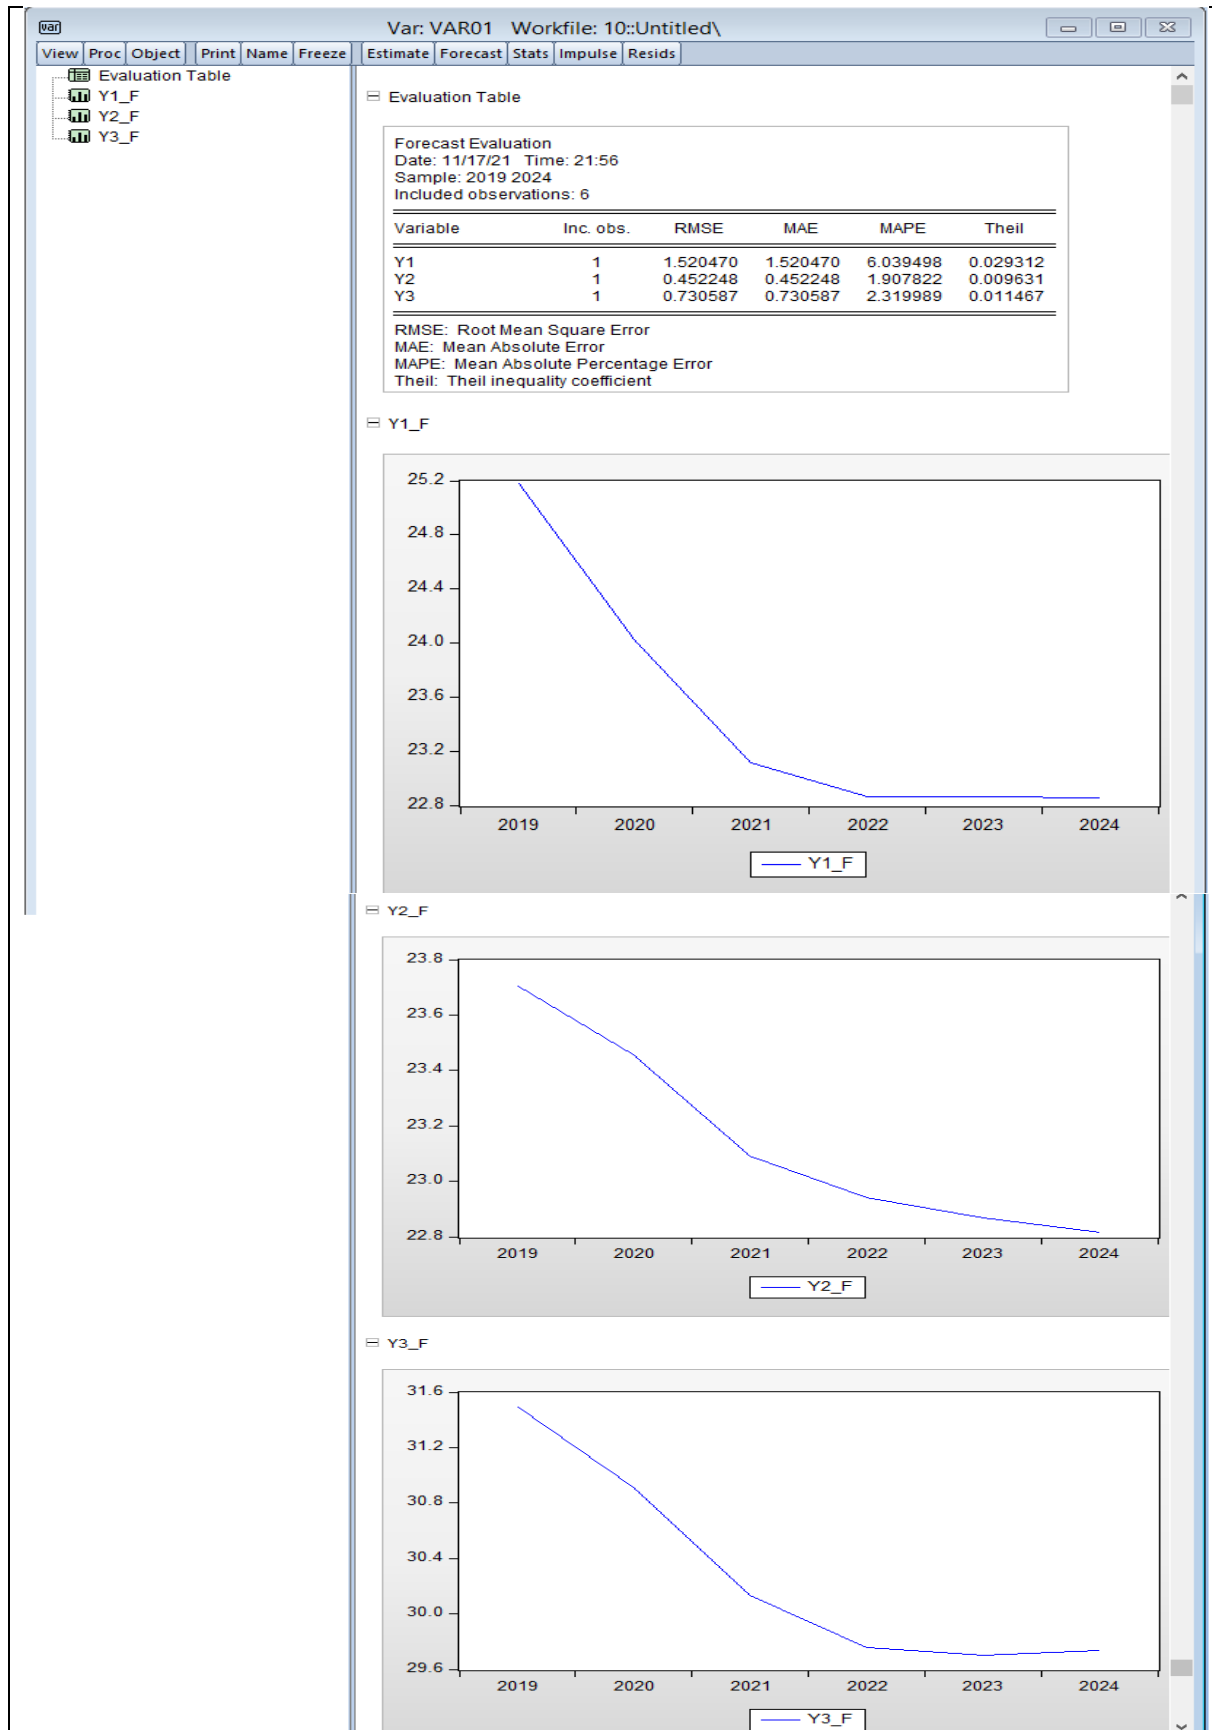 var Var: VAR01 Workfile: 10::Untitled\
View Proc Object Print Name Freeze Estimate Forecast Stats Impulse Resids
Evaluation Table
Y1_F
Y2_F
Y3_F
Evaluation Table
Forecast Evaluation
Date: 11/17/21 Time: 21:56
Sample: 2019 2024
Included observations: 6
Variable Inc. obs. RMSE MAE MAPE Theil
Y1 1 1.520470 1.520470 6.039498 0.029312
Y2 1 0.452248 0.452248 1.907822 0.009631
Y3 1 0.730587 0.730587 2.319989 0.011467
RMSE: Root Mean Square Error
MAE: Mean Absolute Error
MAPE: Mean Absolute Percentage Error
Theil: Theil inequality coefficient
Y1_F
25.2
24.8
24.4
24.0
23.6
23.2
22.8
2019 2020 2021 2022 2023 2024
Y1_F
Y2_F
23.8
23.6
23.4
23.2
23.0
22.8
2019 2020 2021 2022 2023 2024
Y2_F
Y3_F
31.6
31.2
30.8
30.4
30.0
29.6
2019 2020 2021 2022 2023 2024
Y3_F